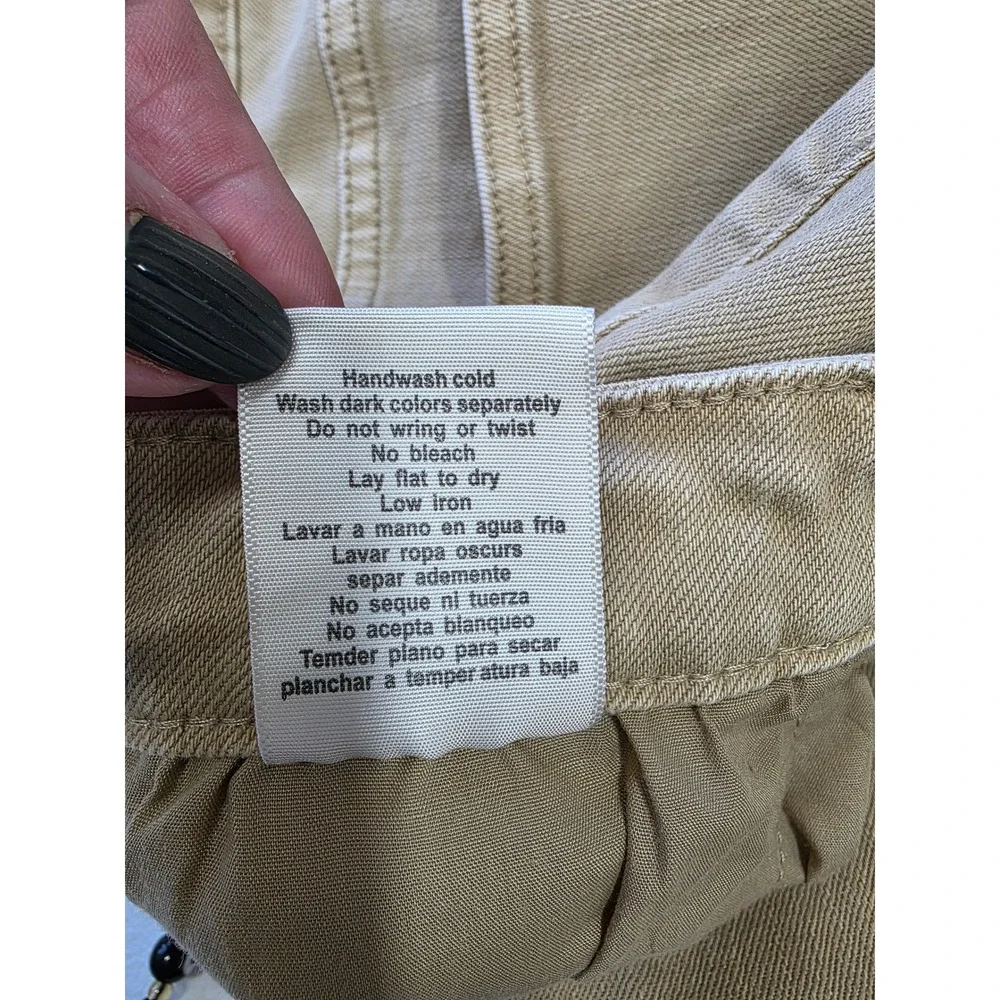 Handwash cold
Wash dark colors separately
Do not wring or twist
No bleach
Lay flat to dry
Low iron
Lavar a mano en agua fria
Lavar ropa oscurs
separ ademente
No seque ni tuerza
No acepta blanqueo
Temder plano para secar
planchar a temper atura baja